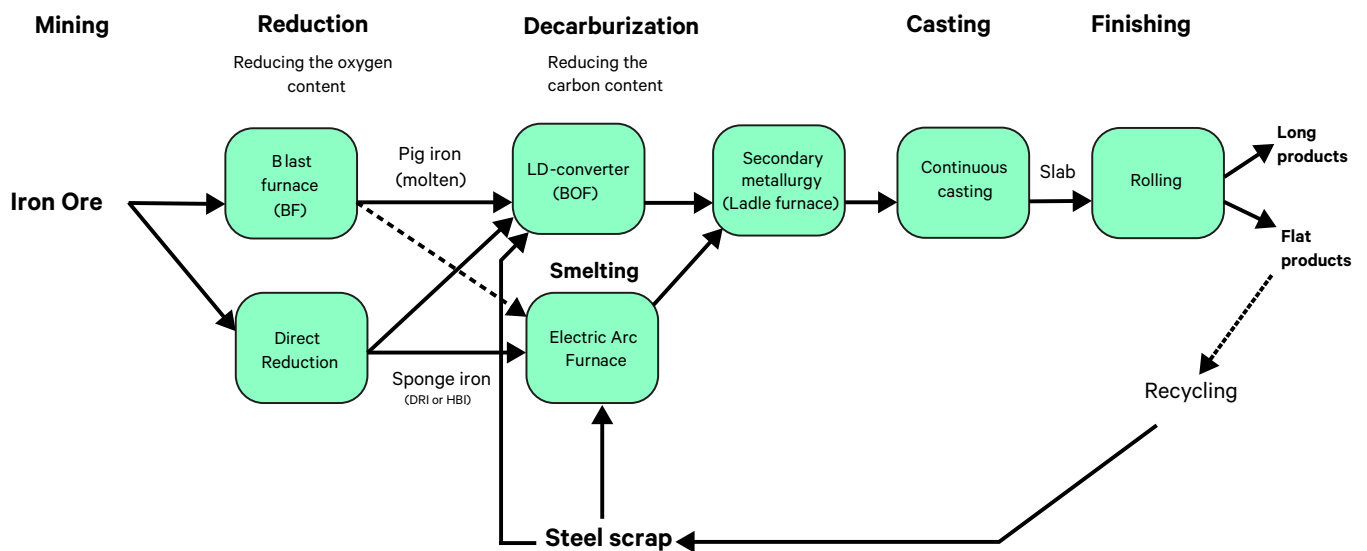 Mining
Reduction
Decarburization
Casting
Finishing
Reducing the oxygen
content
Reducing the
carbon content
Blast
furnace
(BF)
Pig iron
(molten)
LD-converter
(BOF)
Secondary
metallurgy
(Ladle furnace)
Continuous
casting
Slab
Rolling
Long
products
Iron Ore
Flat
products
Smelting
Direct
Reduction
Sponge iron
(DRI or HBI)
Electric Arc
Furnace
Recycling
Steel scrap